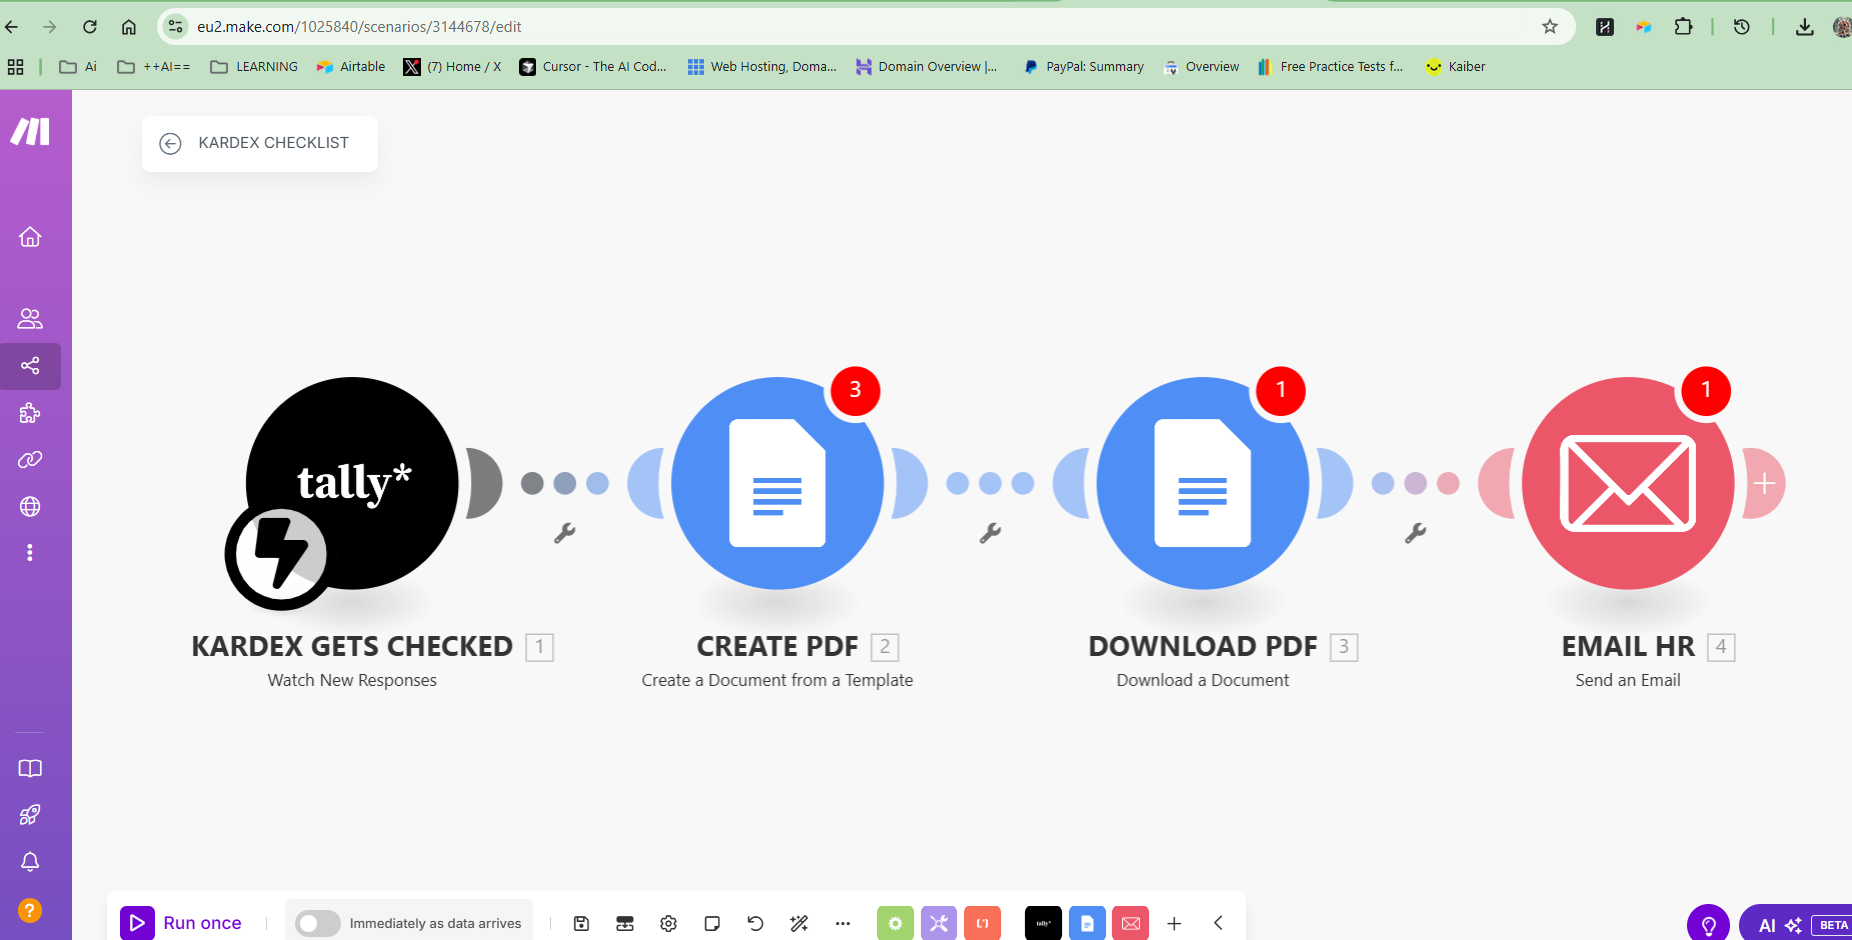 eu2.make.com/1025840/scenarios/3144678/edit
Ai
++AI==
LEARNING
Airtable
(7) Home / X
Cursor - The AI Cod...
Web Hosting, Doma...
Domain Overview |...
PayPal: Summary
Overview
Free Practice Tests f...
Kaiber
KARDEX CHECKLIST
3
1
1
tally*
KARDEX GETS CHECKED 1
Watch New Responses
CREATE PDF 2
Create a Document from a Template
DOWNLOAD PDF 3
Download a Document
EMAIL HR 4
Send an Email
?
Run once
Immediately as data arrives
tally*
AI
BETA